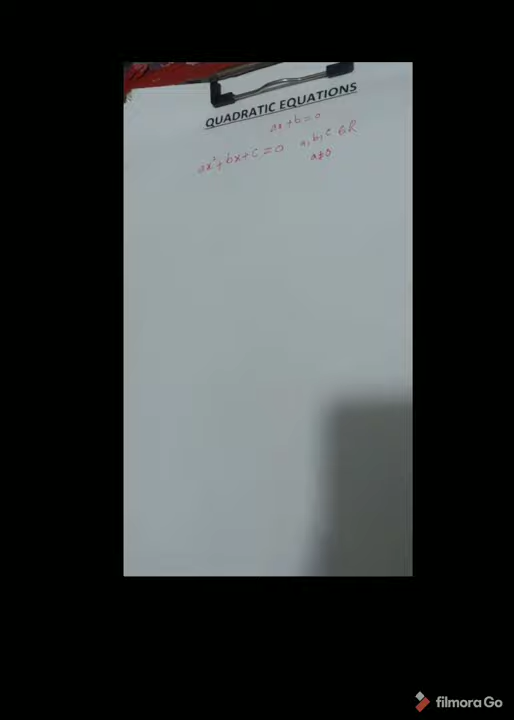 QUADRATIC EQUATIONS
ax + b = 0
ax² + bx + c = 0 a, b, c ∈ R
a ≠ 0
filmora Go